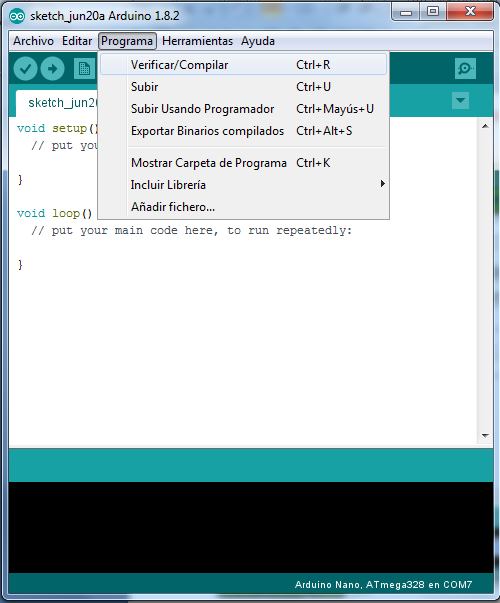 sketch_jun20a Arduino 1.8.2
Archivo Editar Programa Herramientas Ayuda
Verificar/Compilar Ctrl+R
Subir Ctrl+U
Subir Usando Programador Ctrl+Mayús+U
Exportar Binarios compilados Ctrl+Alt+S
Mostrar Carpeta de Programa Ctrl+K
Incluir Librería
Añadir fichero...
sketch_jun20
void setup()
// put you
}
void loop()
// put your main code here, to run repeatedly:
}
Arduino Nano, ATmega328 en COM7